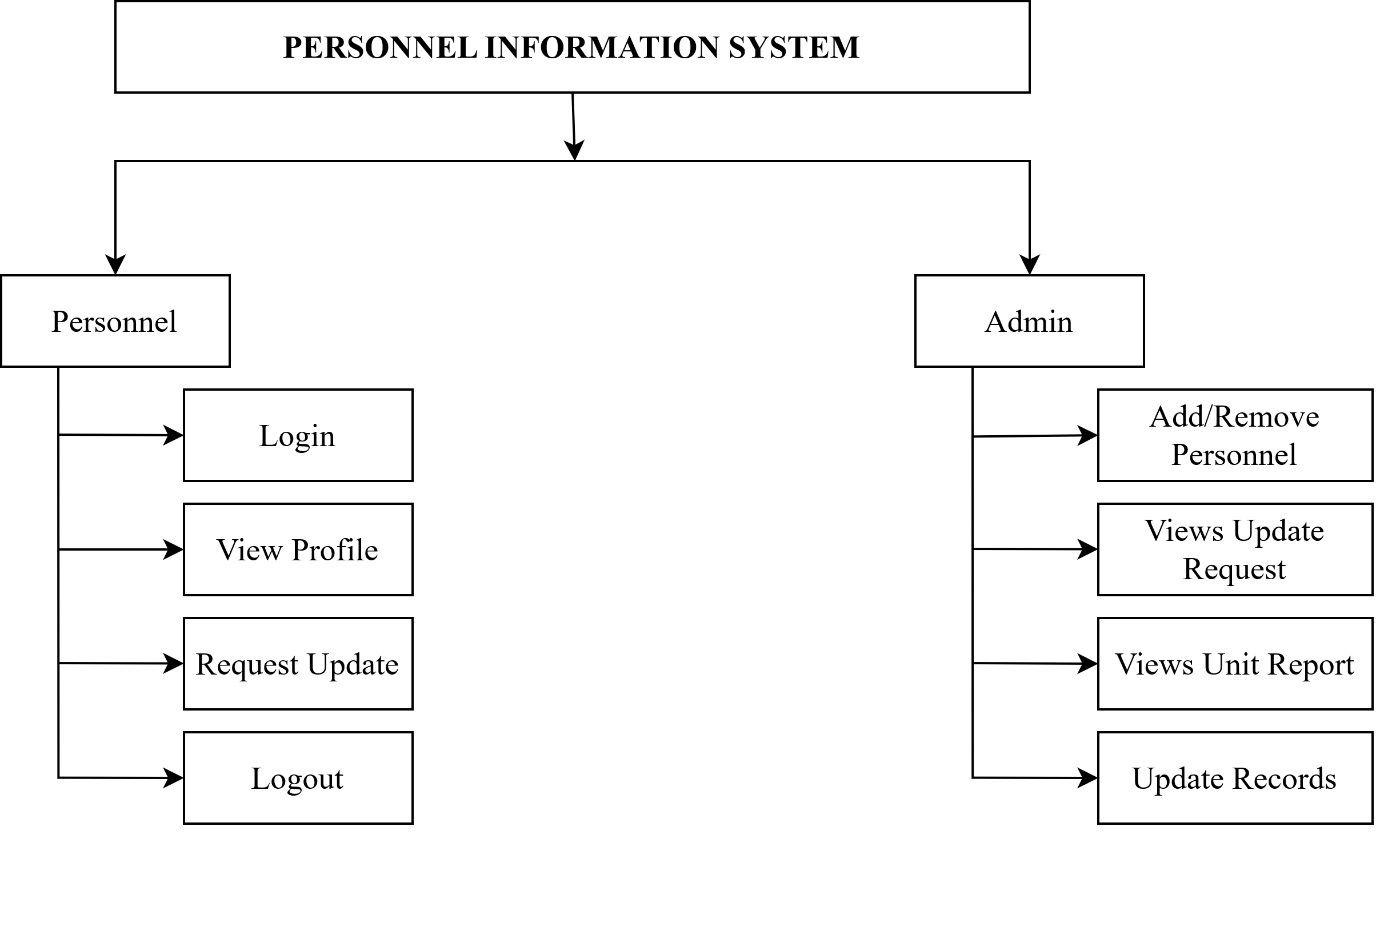 PERSONNEL INFORMATION SYSTEM
Personnel
Login
View Profile
Request Update
Logout
Admin
Add/Remove
Personnel
Views Update
Request
Views Unit Report
Update Records